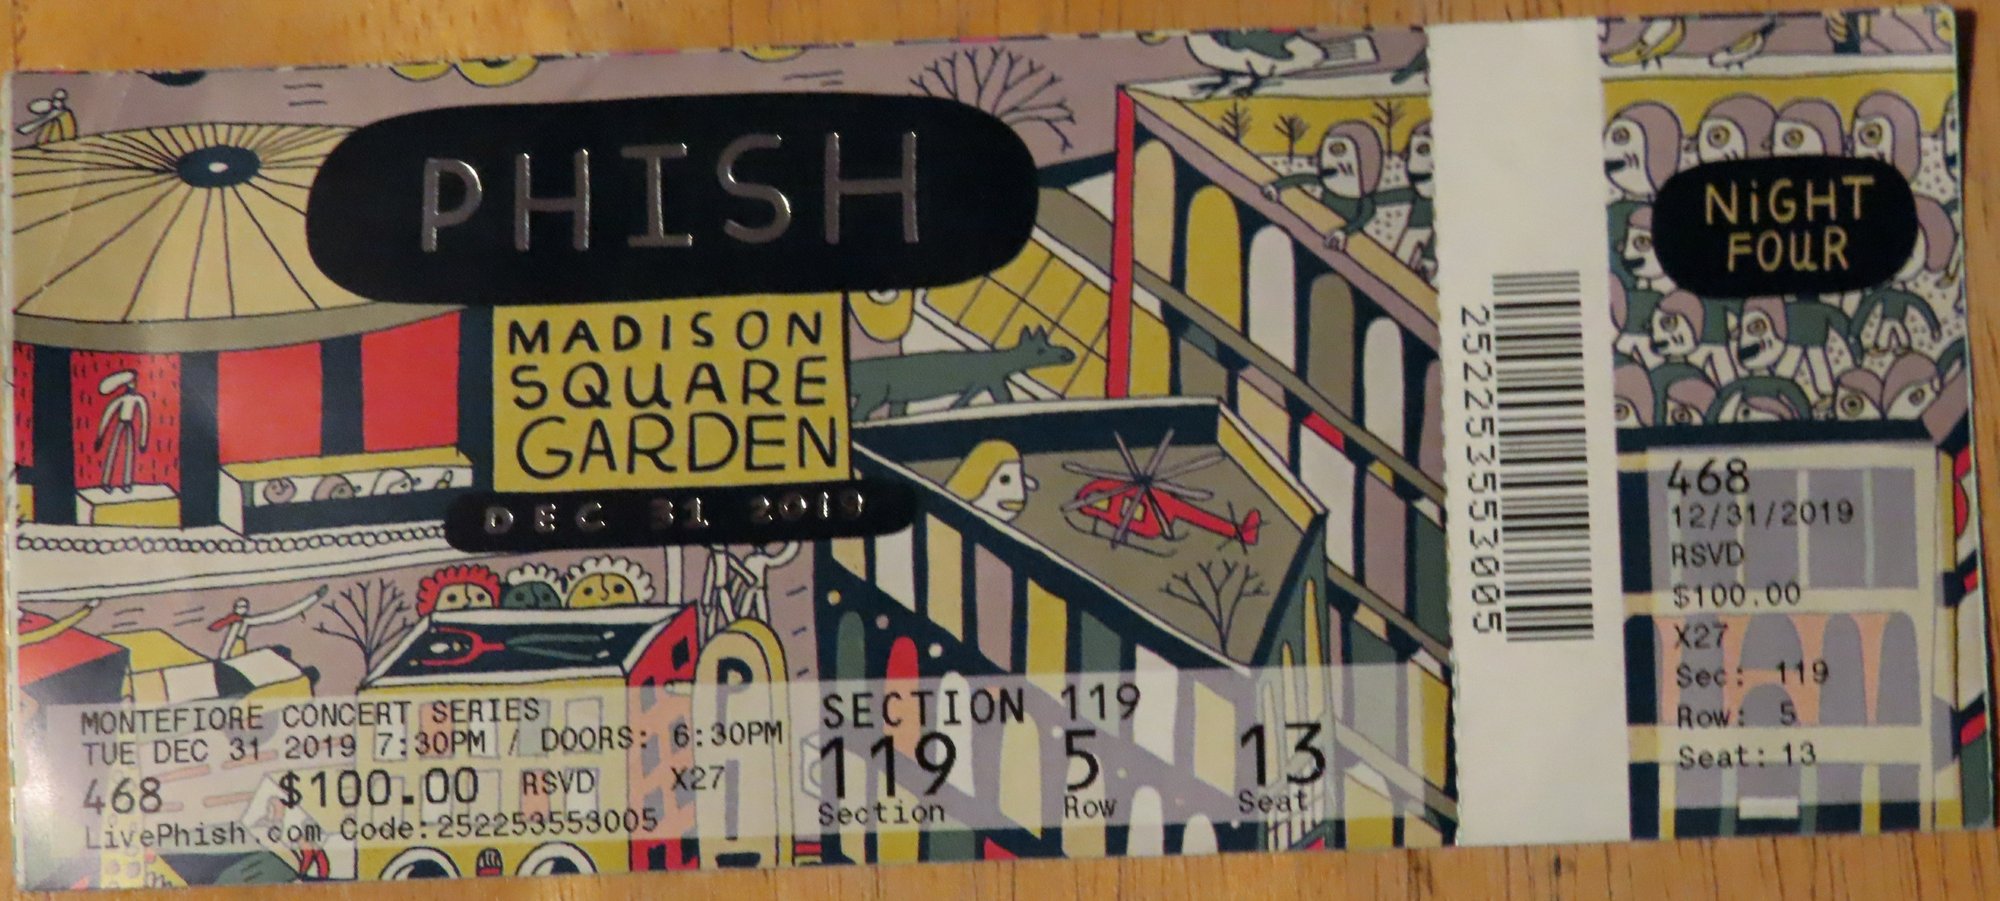 PHISH
MADISON
SQUARE
GARDEN
DEC 31 2019
MONTEFIORE CONCERT SERIES
TUE DEC 31 2019 7:30PM / DOORS: 6:30PM
468 $100.00 RSVD X27
LivePhish.com Code:252253553005
SECTION 119
119 5 13
Section Row Seat
252253553005
NiGHT
FOUR
468
12/31/2019
RSVD
$100.00
X27
Sec: 119
Row: 5
Seat: 13
P